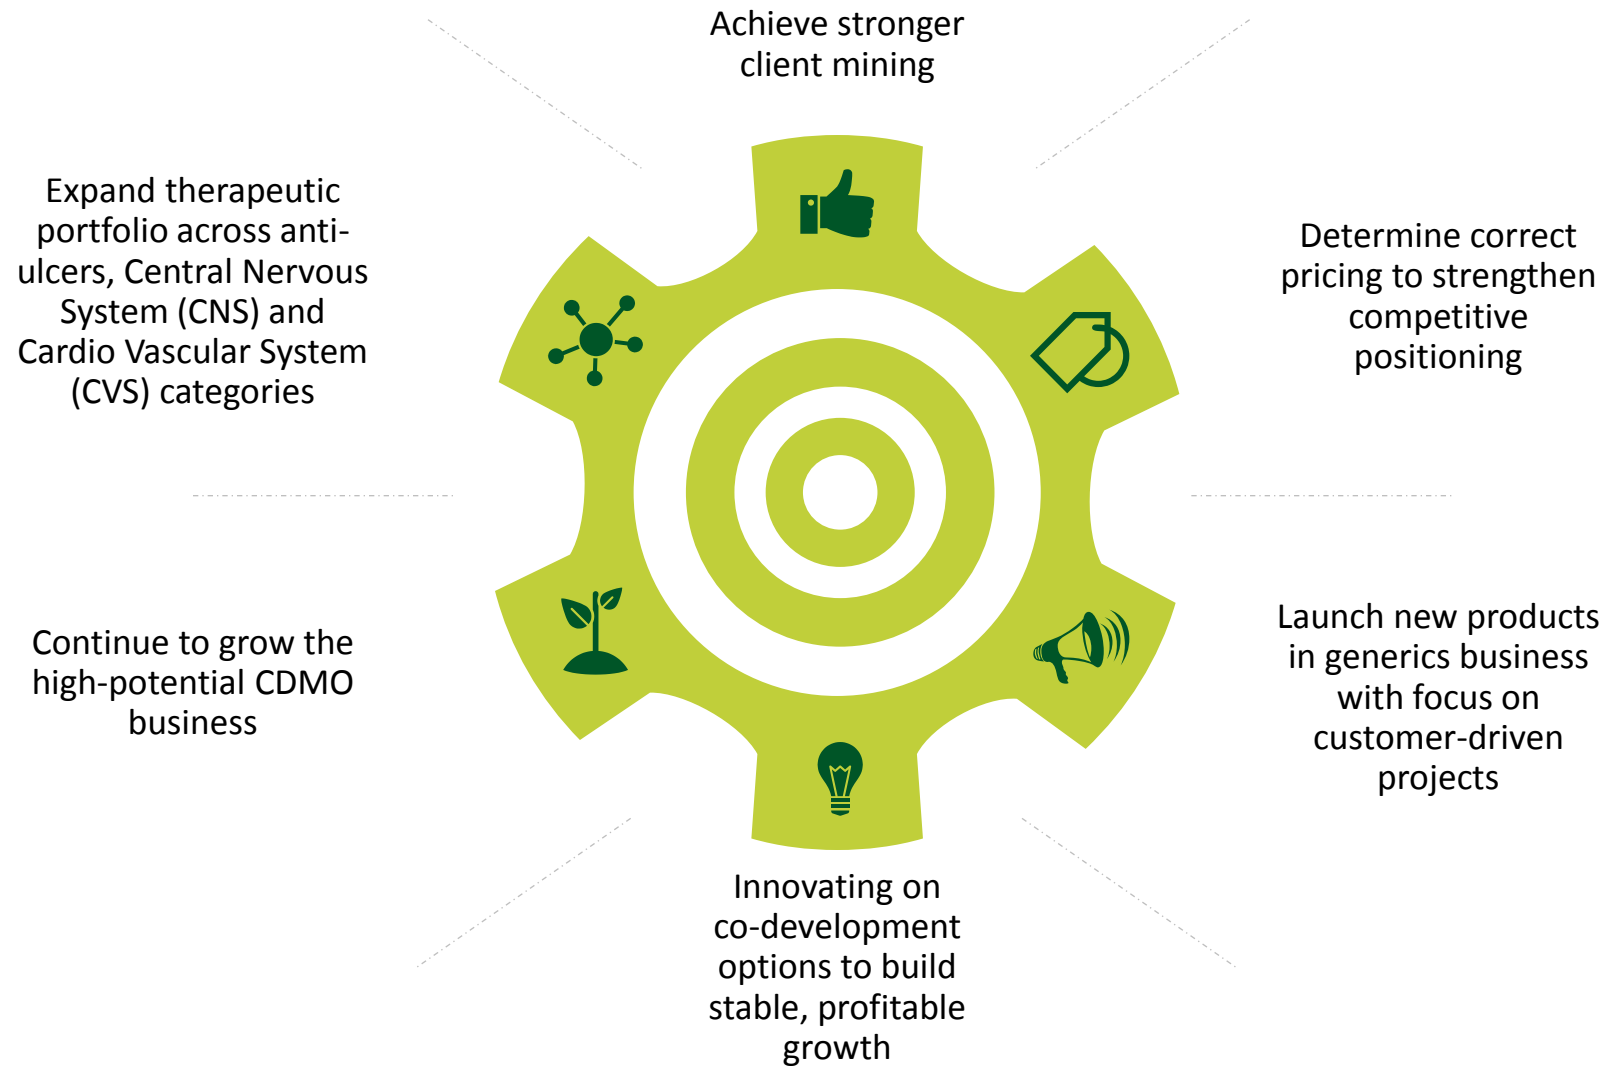 Achieve stronger
client mining
Expand therapeutic
portfolio across anti-
ulcers, Central Nervous
System (CNS) and
Cardio Vascular System
(CVS) categories
Determine correct
pricing to strengthen
competitive
positioning
Continue to grow the
high-potential CDMO
business
Launch new products
in generics business
with focus on
customer-driven
projects
Innovating on
co-development
options to build
stable, profitable
growth